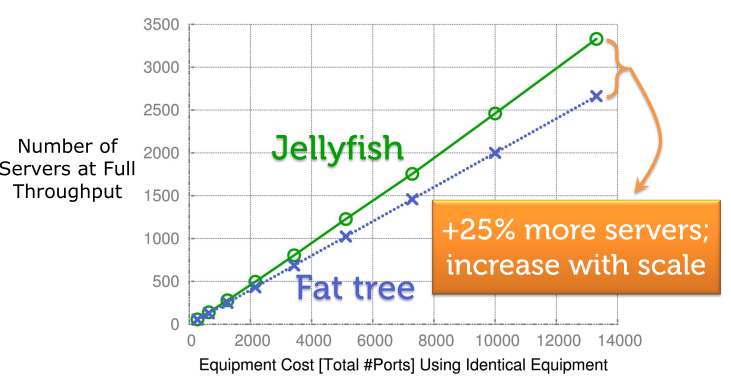 3500
3000
2500
2000
1500
1000
500
0
Number of
Servers at Full
Throughput
Jellyfish
Fat tree
+25% more servers;
increase with scale
0 2000 4000 6000 8000 10000 12000 14000
Equipment Cost [Total #Ports] Using Identical Equipment